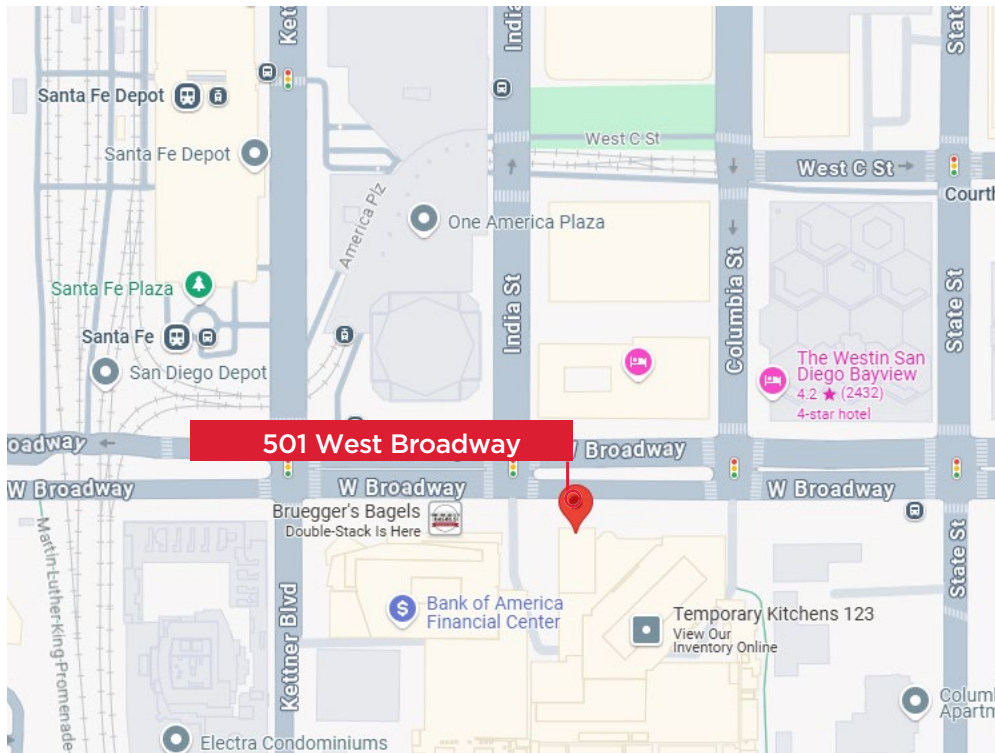 Kett
India
State
Santa Fe Depot
West C St
Santa Fe Depot
West C St
Courth
America Plz
One America Plaza
Santa Fe Plaza
India St
Columbia St
State St
Santa Fe
San Diego Depot
The Westin San
Diego Bayview
4.2 ★ (2432)
4-star hotel
501 West Broadway
oadway
W Broadway
W Broadway
W Broadway
W Broadway
Bruegger's Bagels
Double-Stack Is Here
Martin-Luther-King-Promenade
Kettner Blvd
State St
Bank of America
Financial Center
$
Temporary Kitchens 123
View Our
Inventory Online
Columb
Apartm
Electra Condominiums